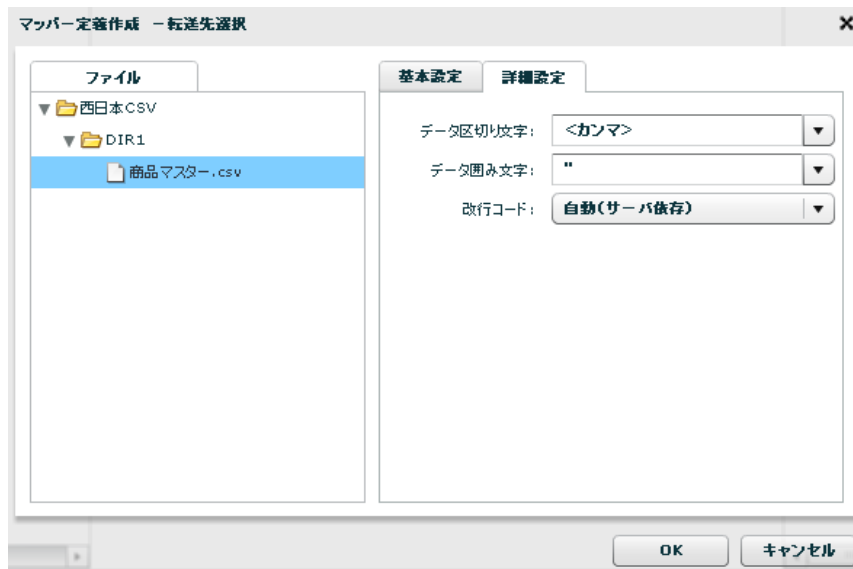 マッパー定義作成 －転送先選択
ファイル
西日本CSV
DIR1
商品マスター.csv
基本設定 詳細設定
データ区切り文字： <カンマ>
データ囲み文字： "
改行コード： 自動(サーバ依存)
OK キャンセル